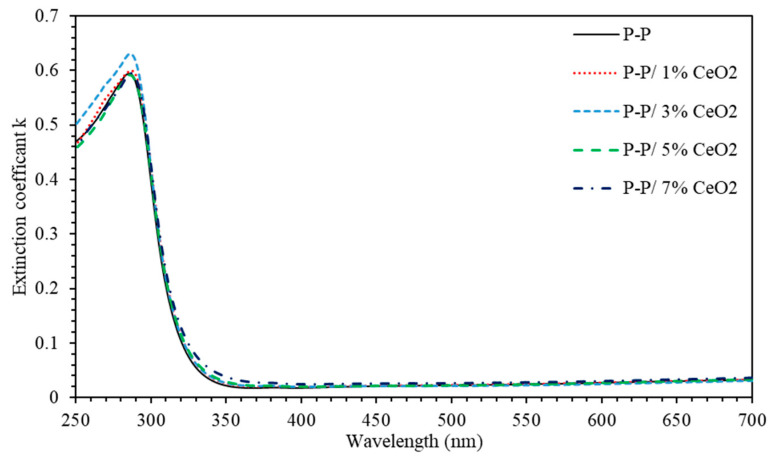 0.7
0.6
0.5
0.4
0.3
0.2
0.1
0
Extinction coefficant k
P-P
P-P/ 1% CeO2
P-P/ 3% CeO2
P-P/ 5% CeO2
P-P/ 7% CeO2
250 300 350 400 450 500 550 600 650 700
Wavelength (nm)